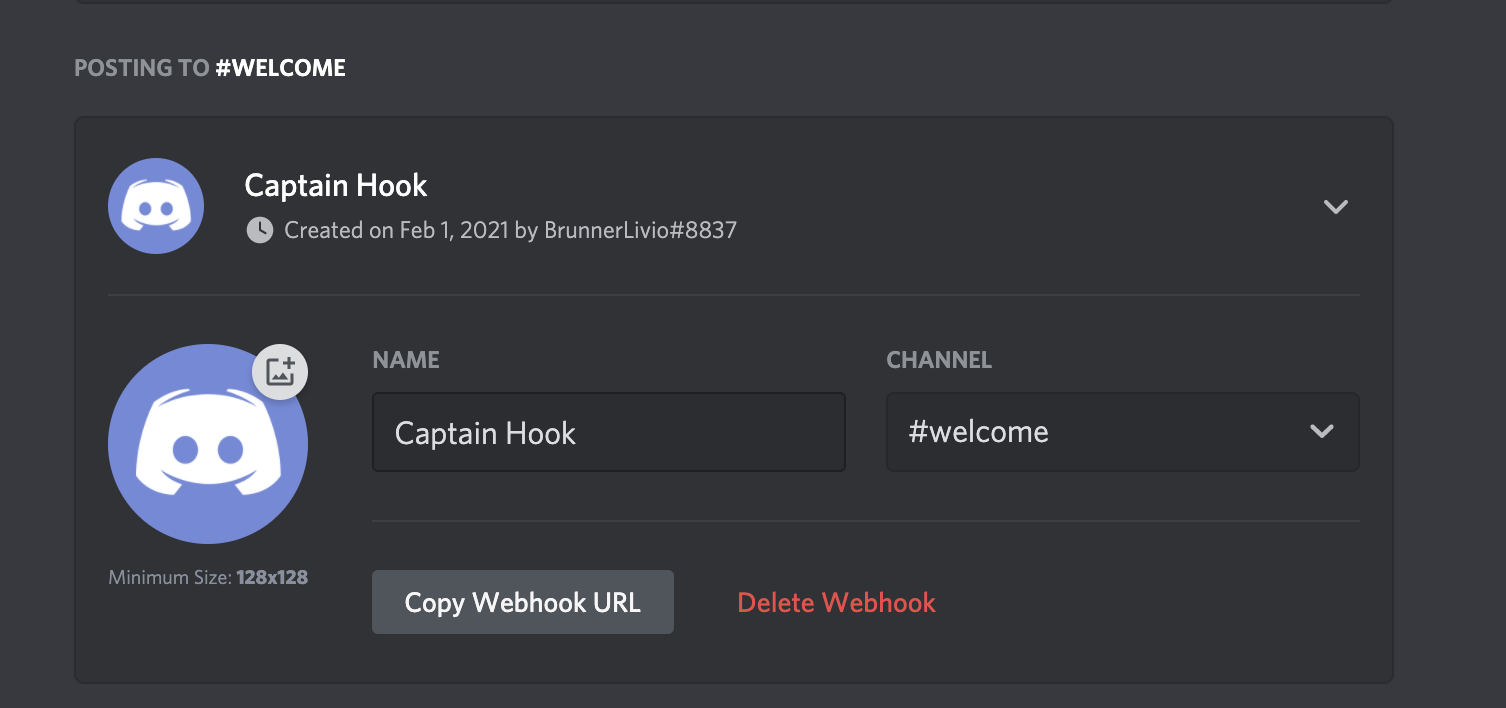 POSTING TO #WELCOME
Captain Hook
Created on Feb 1, 2021 by BrunnerLivio#8837
NAME
CHANNEL
Captain Hook
#welcome
Minimum Size: 128x128
Copy Webhook URL
Delete Webhook